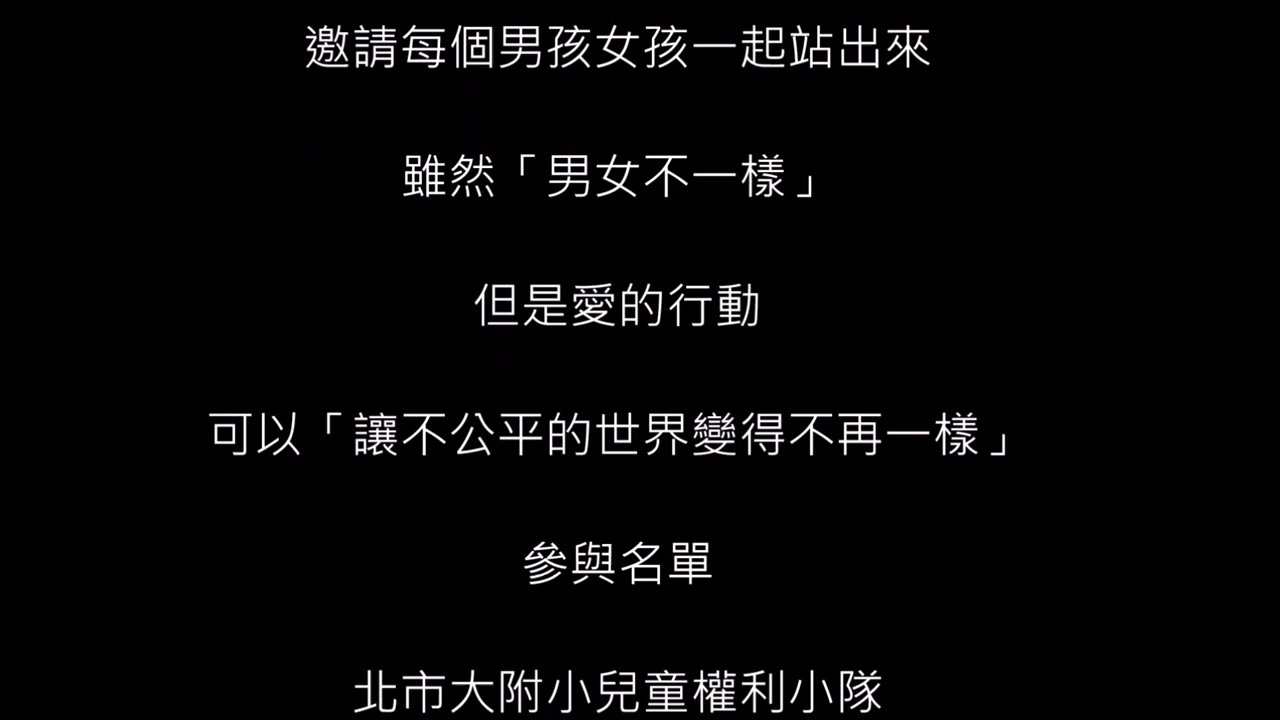 邀請每個男孩女孩一起站出來
雖然「男女不一樣」
但是愛的行動
可以「讓不公平的世界變得不再一樣」
參與名單
北市大附小兒童權利小隊